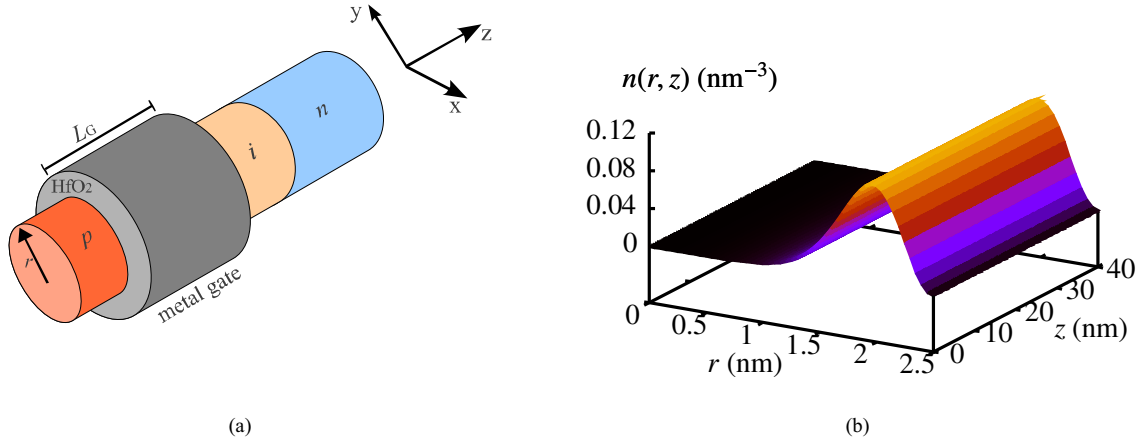 y
z
x
L_G
n
i
HfO₂
p
r
metal gate
(a)
n(r, z) (nm⁻³)
0.12
0.08
0.04
0
0
0.5
1
1.5
2
2.5
r (nm)
0
10
20
30
40
z (nm)
(b)